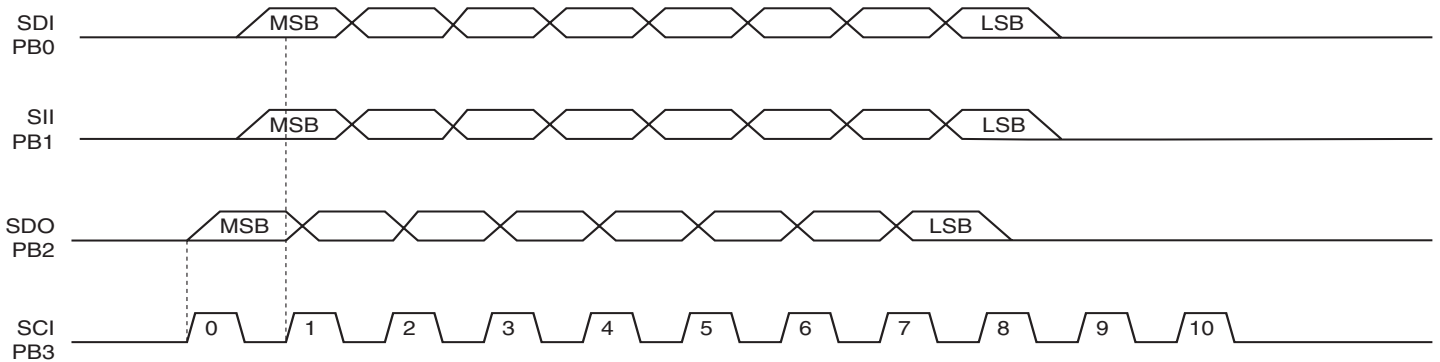 SDI
PB0
MSB LSB
SII
PB1
MSB LSB
SDO
PB2
MSB LSB
SCI
PB3
0 1 2 3 4 5 6 7 8 9 10